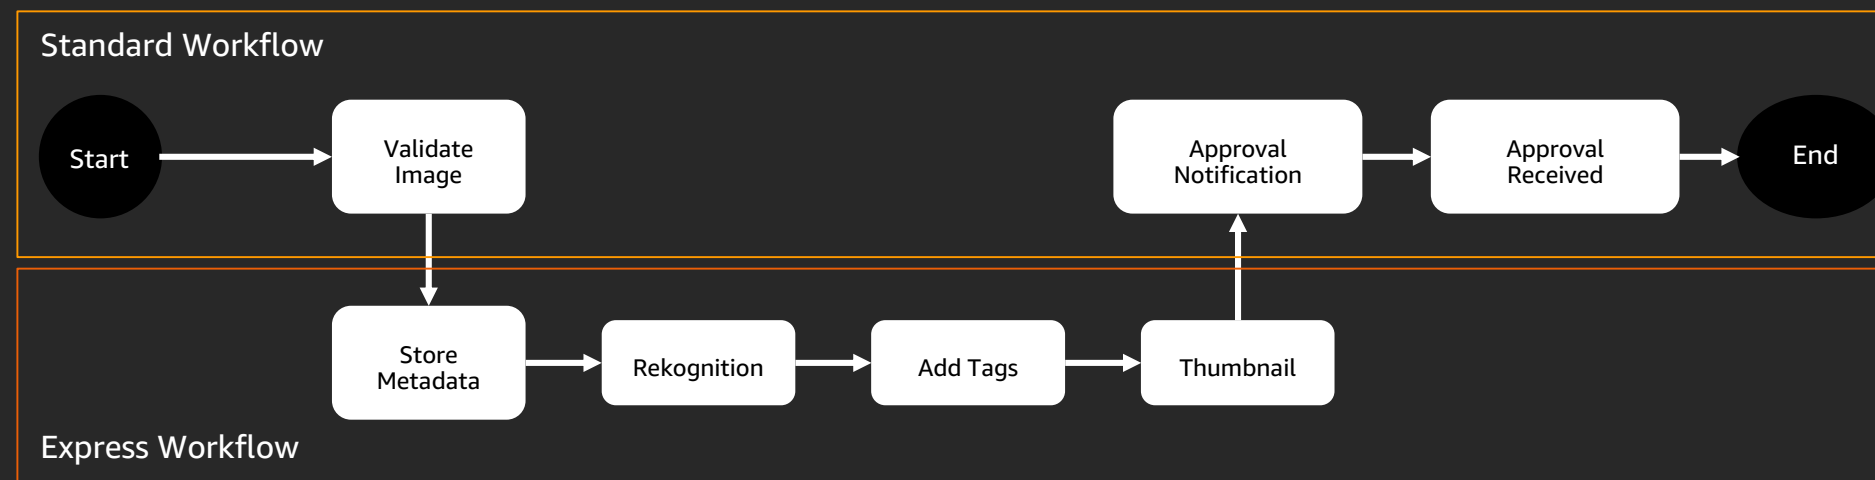 Standard Workflow
Start
Validate
Image
Approval
Notification
Approval
Received
End
Store
Metadata
Rekognition
Add Tags
Thumbnail
Express Workflow